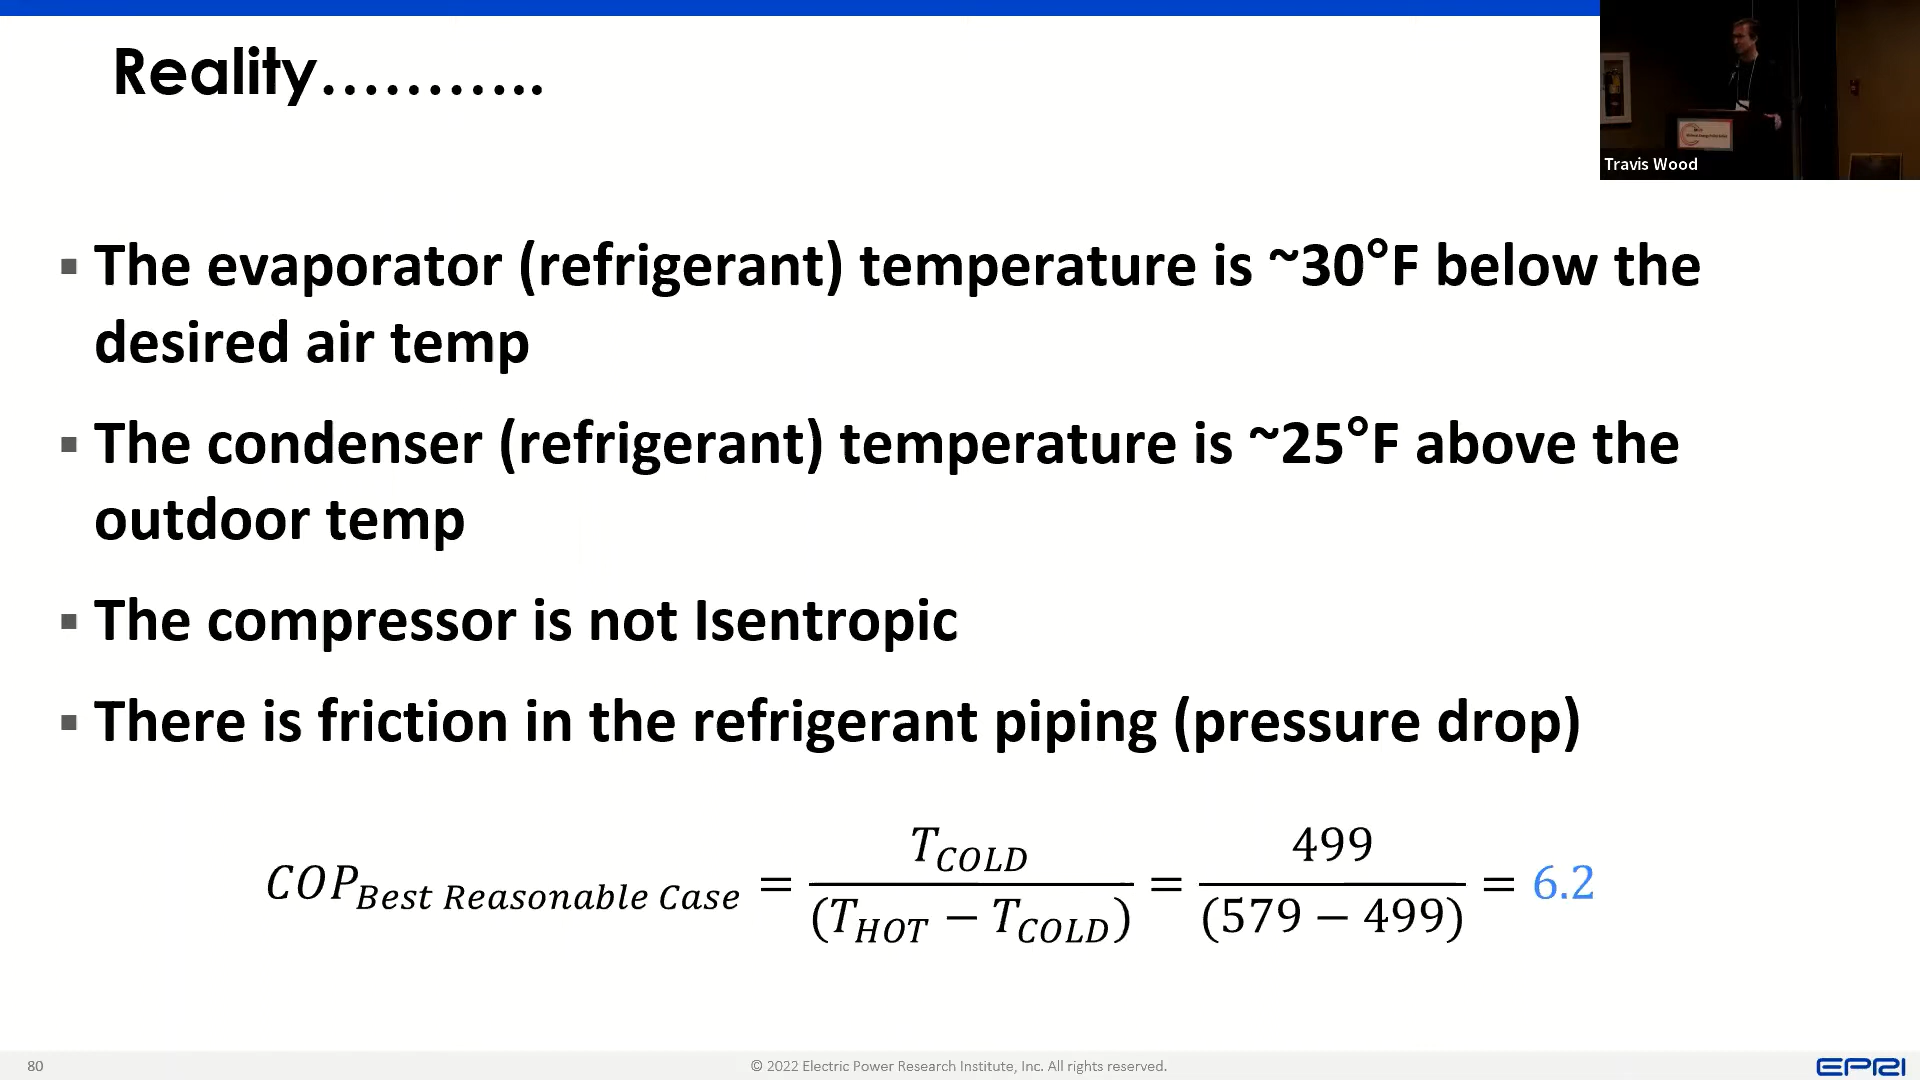 Reality………..
Travis Wood
▪ The evaporator (refrigerant) temperature is ~30°F below the
desired air temp
▪ The condenser (refrigerant) temperature is ~25°F above the
outdoor temp
▪ The compressor is not Isentropic
▪ There is friction in the refrigerant piping (pressure drop)
COP_Best Reasonable Case = T_COLD / (T_HOT − T_COLD) = 499 / (579 − 499) = 6.2
80
© 2022 Electric Power Research Institute, Inc. All rights reserved.
EPRI